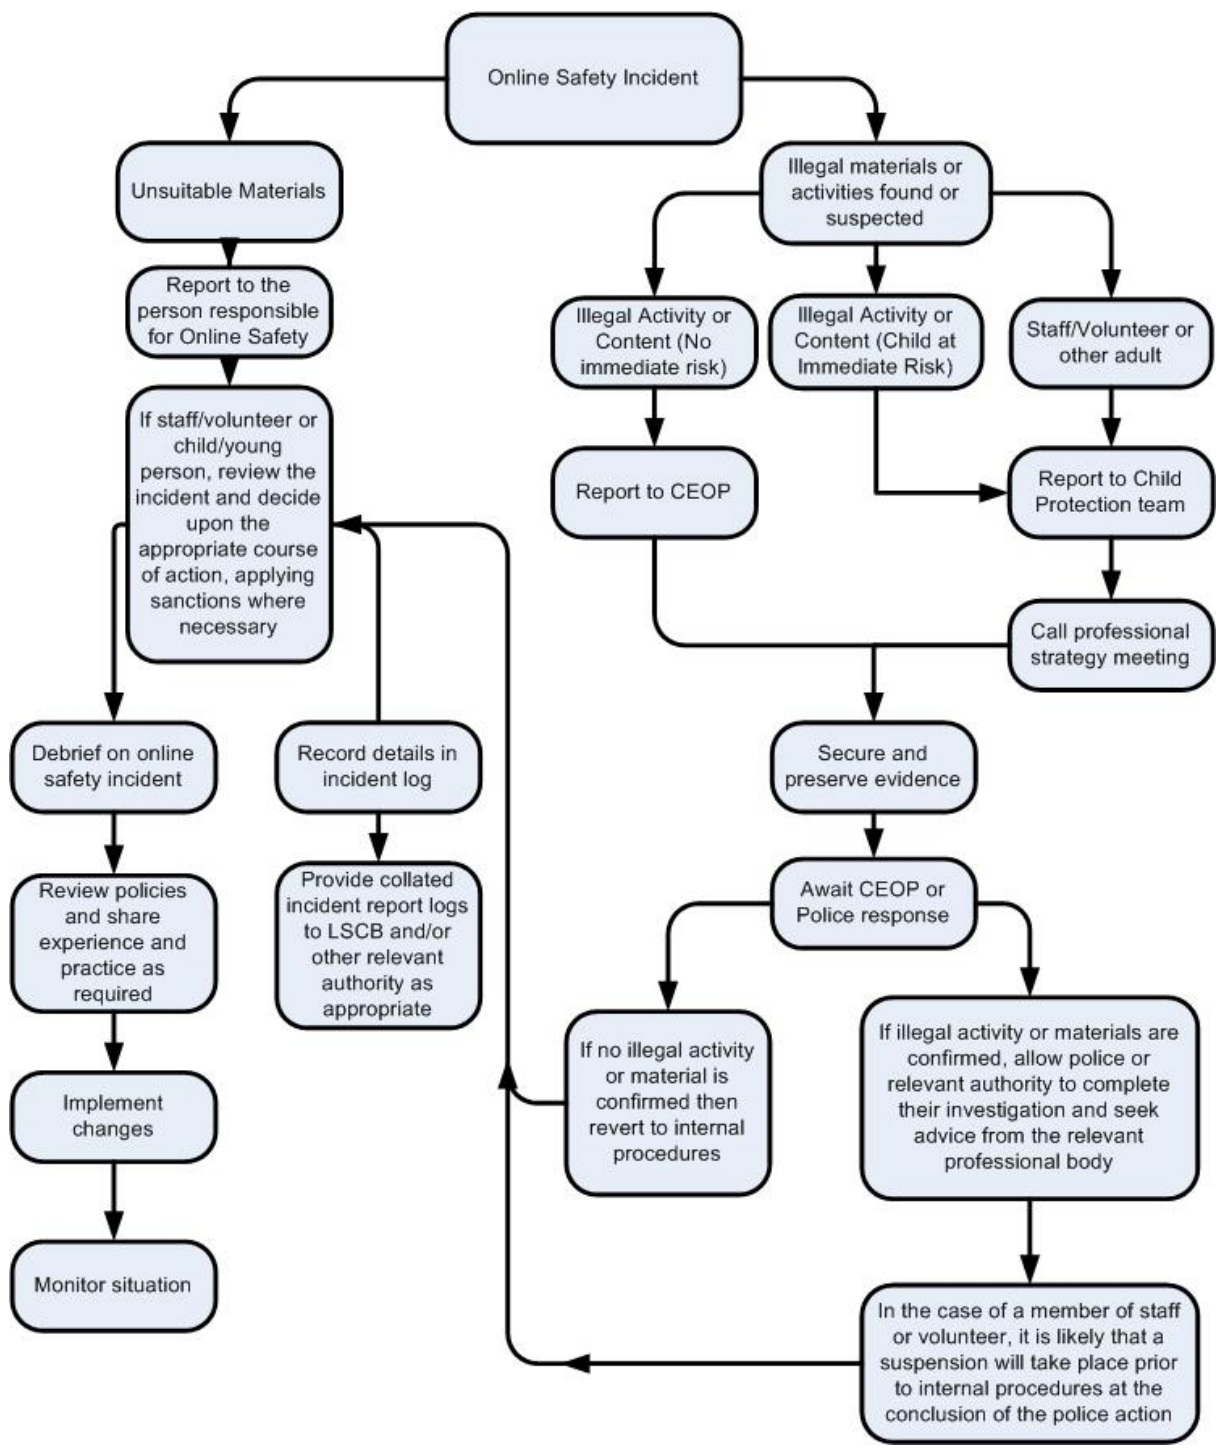 Online Safety Incident
Unsuitable Materials
Illegal materials or
activities found or
suspected
Report to the
person responsible
for Online Safety
Illegal Activity or
Content (No
immediate risk)
Illegal Activity or
Content (Child at
Immediate Risk)
Staff/Volunteer or
other adult
If staff/volunteer or
child/young
person, review the
incident and decide
upon the
appropriate course
of action, applying
sanctions where
necessary
Report to CEOP
Report to Child
Protection team
Call professional
strategy meeting
Debrief on online
safety incident
Record details in
incident log
Secure and
preserve evidence
Review policies
and share
experience and
practice as
required
Provide collated
incident report logs
to LSCB and/or
other relevant
authority as
appropriate
Await CEOP or
Police response
If no illegal activity
or material is
confirmed then
revert to internal
procedures
If illegal activity or materials are
confirmed, allow police or
relevant authority to complete
their investigation and seek
advice from the relevant
professional body
Implement
changes
Monitor situation
In the case of a member of staff
or volunteer, it is likely that a
suspension will take place prior
to internal procedures at the
conclusion of the police action